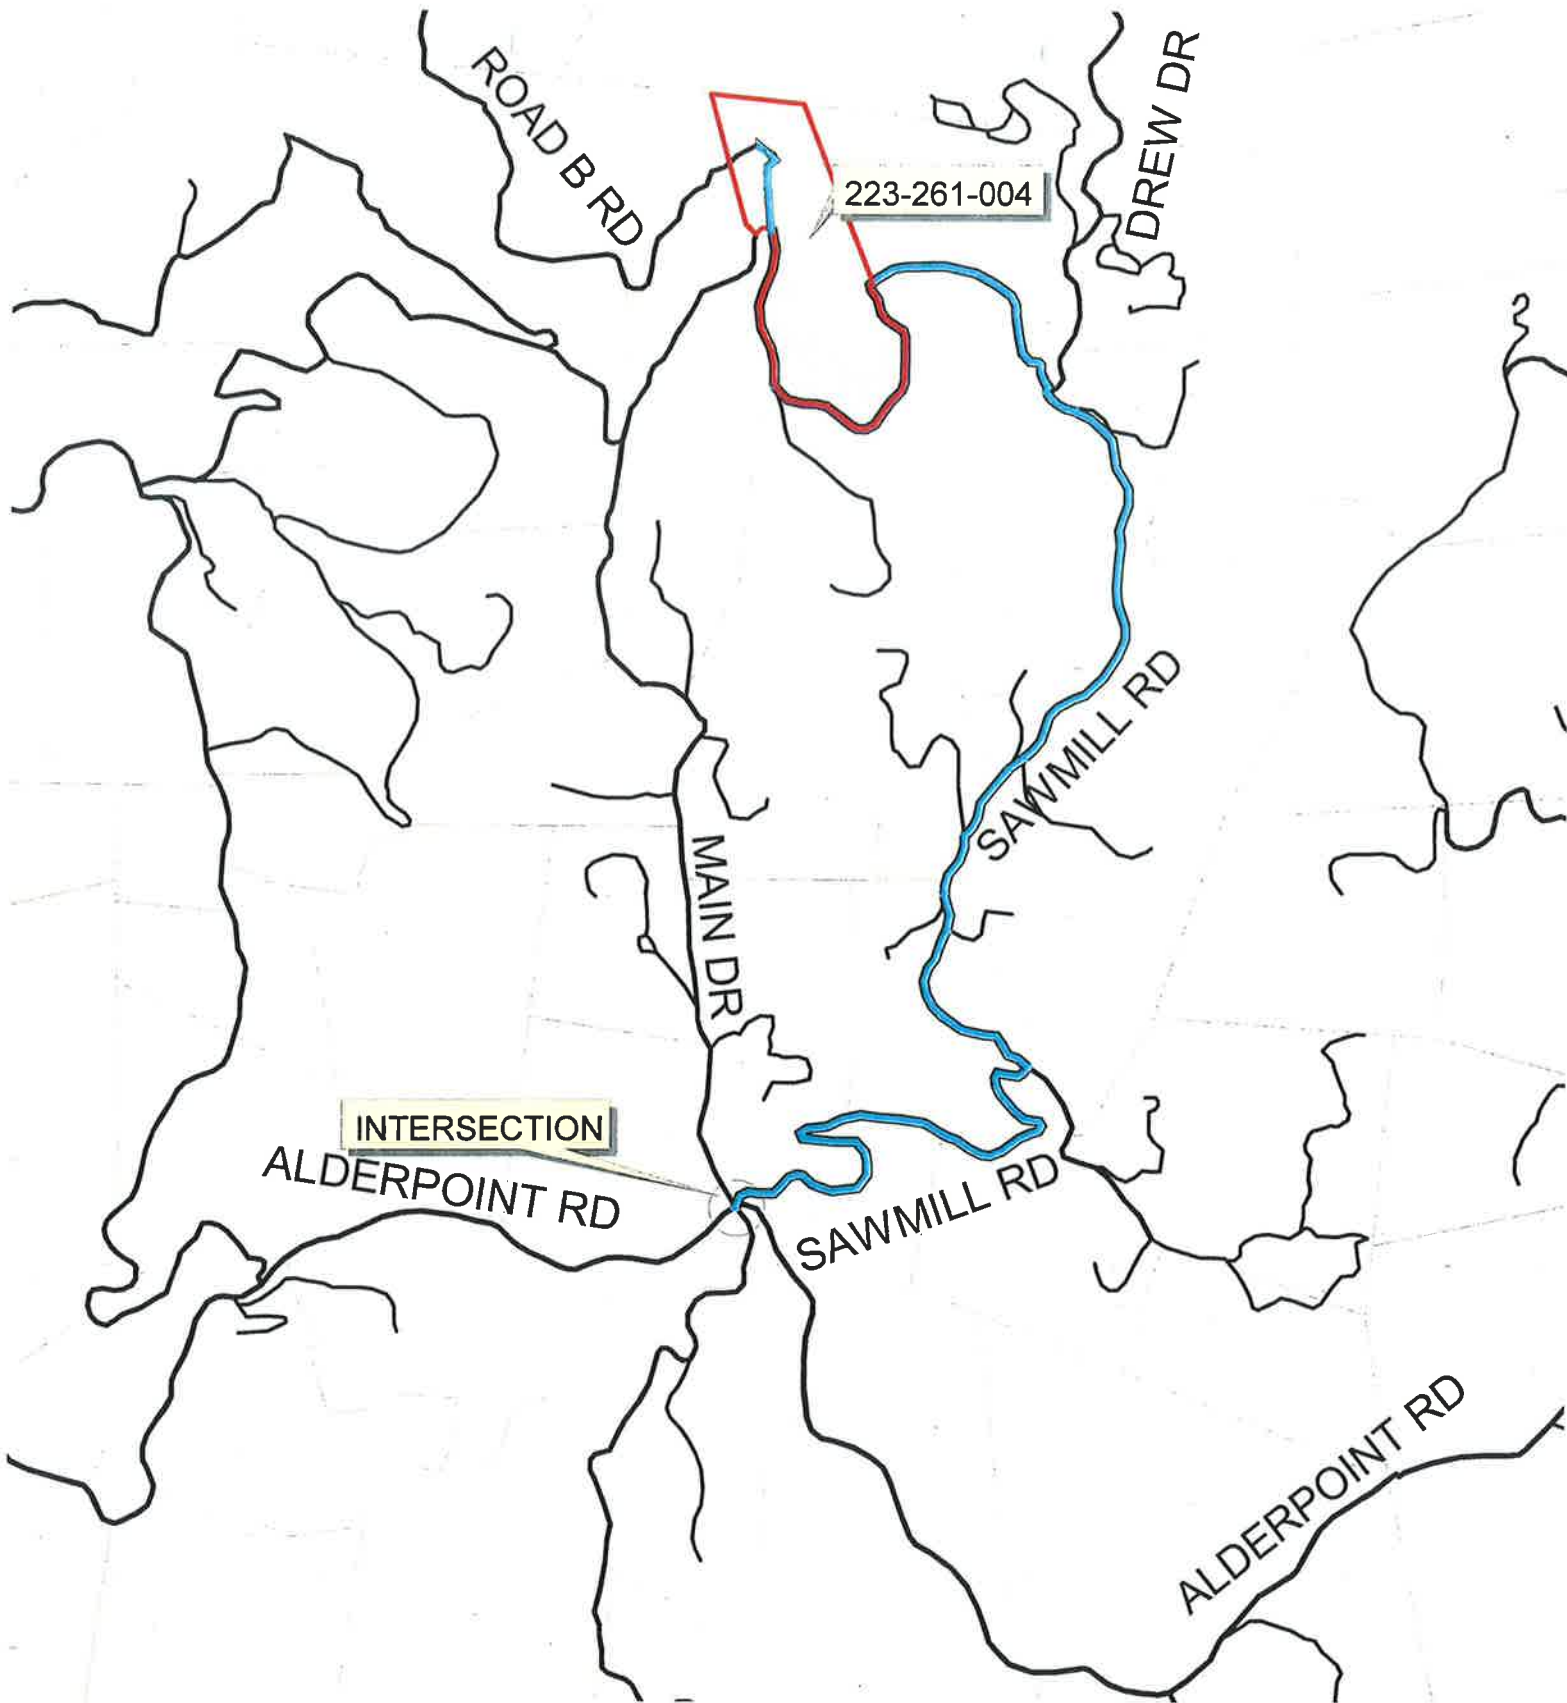 ROAD B RD
DREW DR
223-261-004
SAWMILL RD
MAIN DR
INTERSECTION
ALDERPOINT RD
SAWMILL RD
ALDERPOINT RD